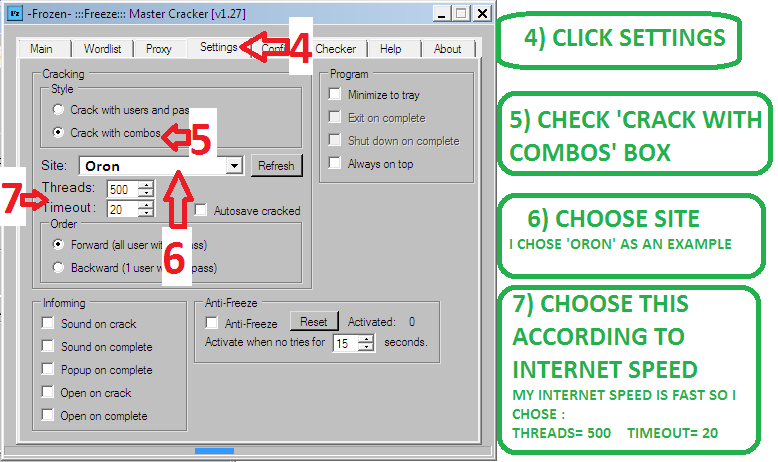 Fz -Frozen- :::Freeze::: Master Cracker [v1.27]
Main Wordlist Proxy Settings Checker Help About
4
4) CLICK SETTINGS
Cracking
Style
Crack with users and pass
Crack with combos
5
5) CHECK 'CRACK WITH
COMBOS' BOX
Site: Oron Refresh
Threads: 500
Timeout: 20 Autosave cracked
7
6
6) CHOOSE SITE
I CHOSE 'ORON' AS AN EXAMPLE
Order
Forward (all user with pass)
Backward (1 user pass)
Program
Minimize to tray
Exit on complete
Shut down on complete
Always on top
Informing
Sound on crack
Sound on complete
Popup on complete
Open on crack
Open on complete
Anti-Freeze
Anti-Freeze Reset Activated: 0
Activate when no tries for 15 seconds.
7) CHOOSE THIS
ACCORDING TO
INTERNET SPEED
MY INTERNET SPEED IS FAST SO I
CHOSE :
THREADS= 500 TIMEOUT= 20